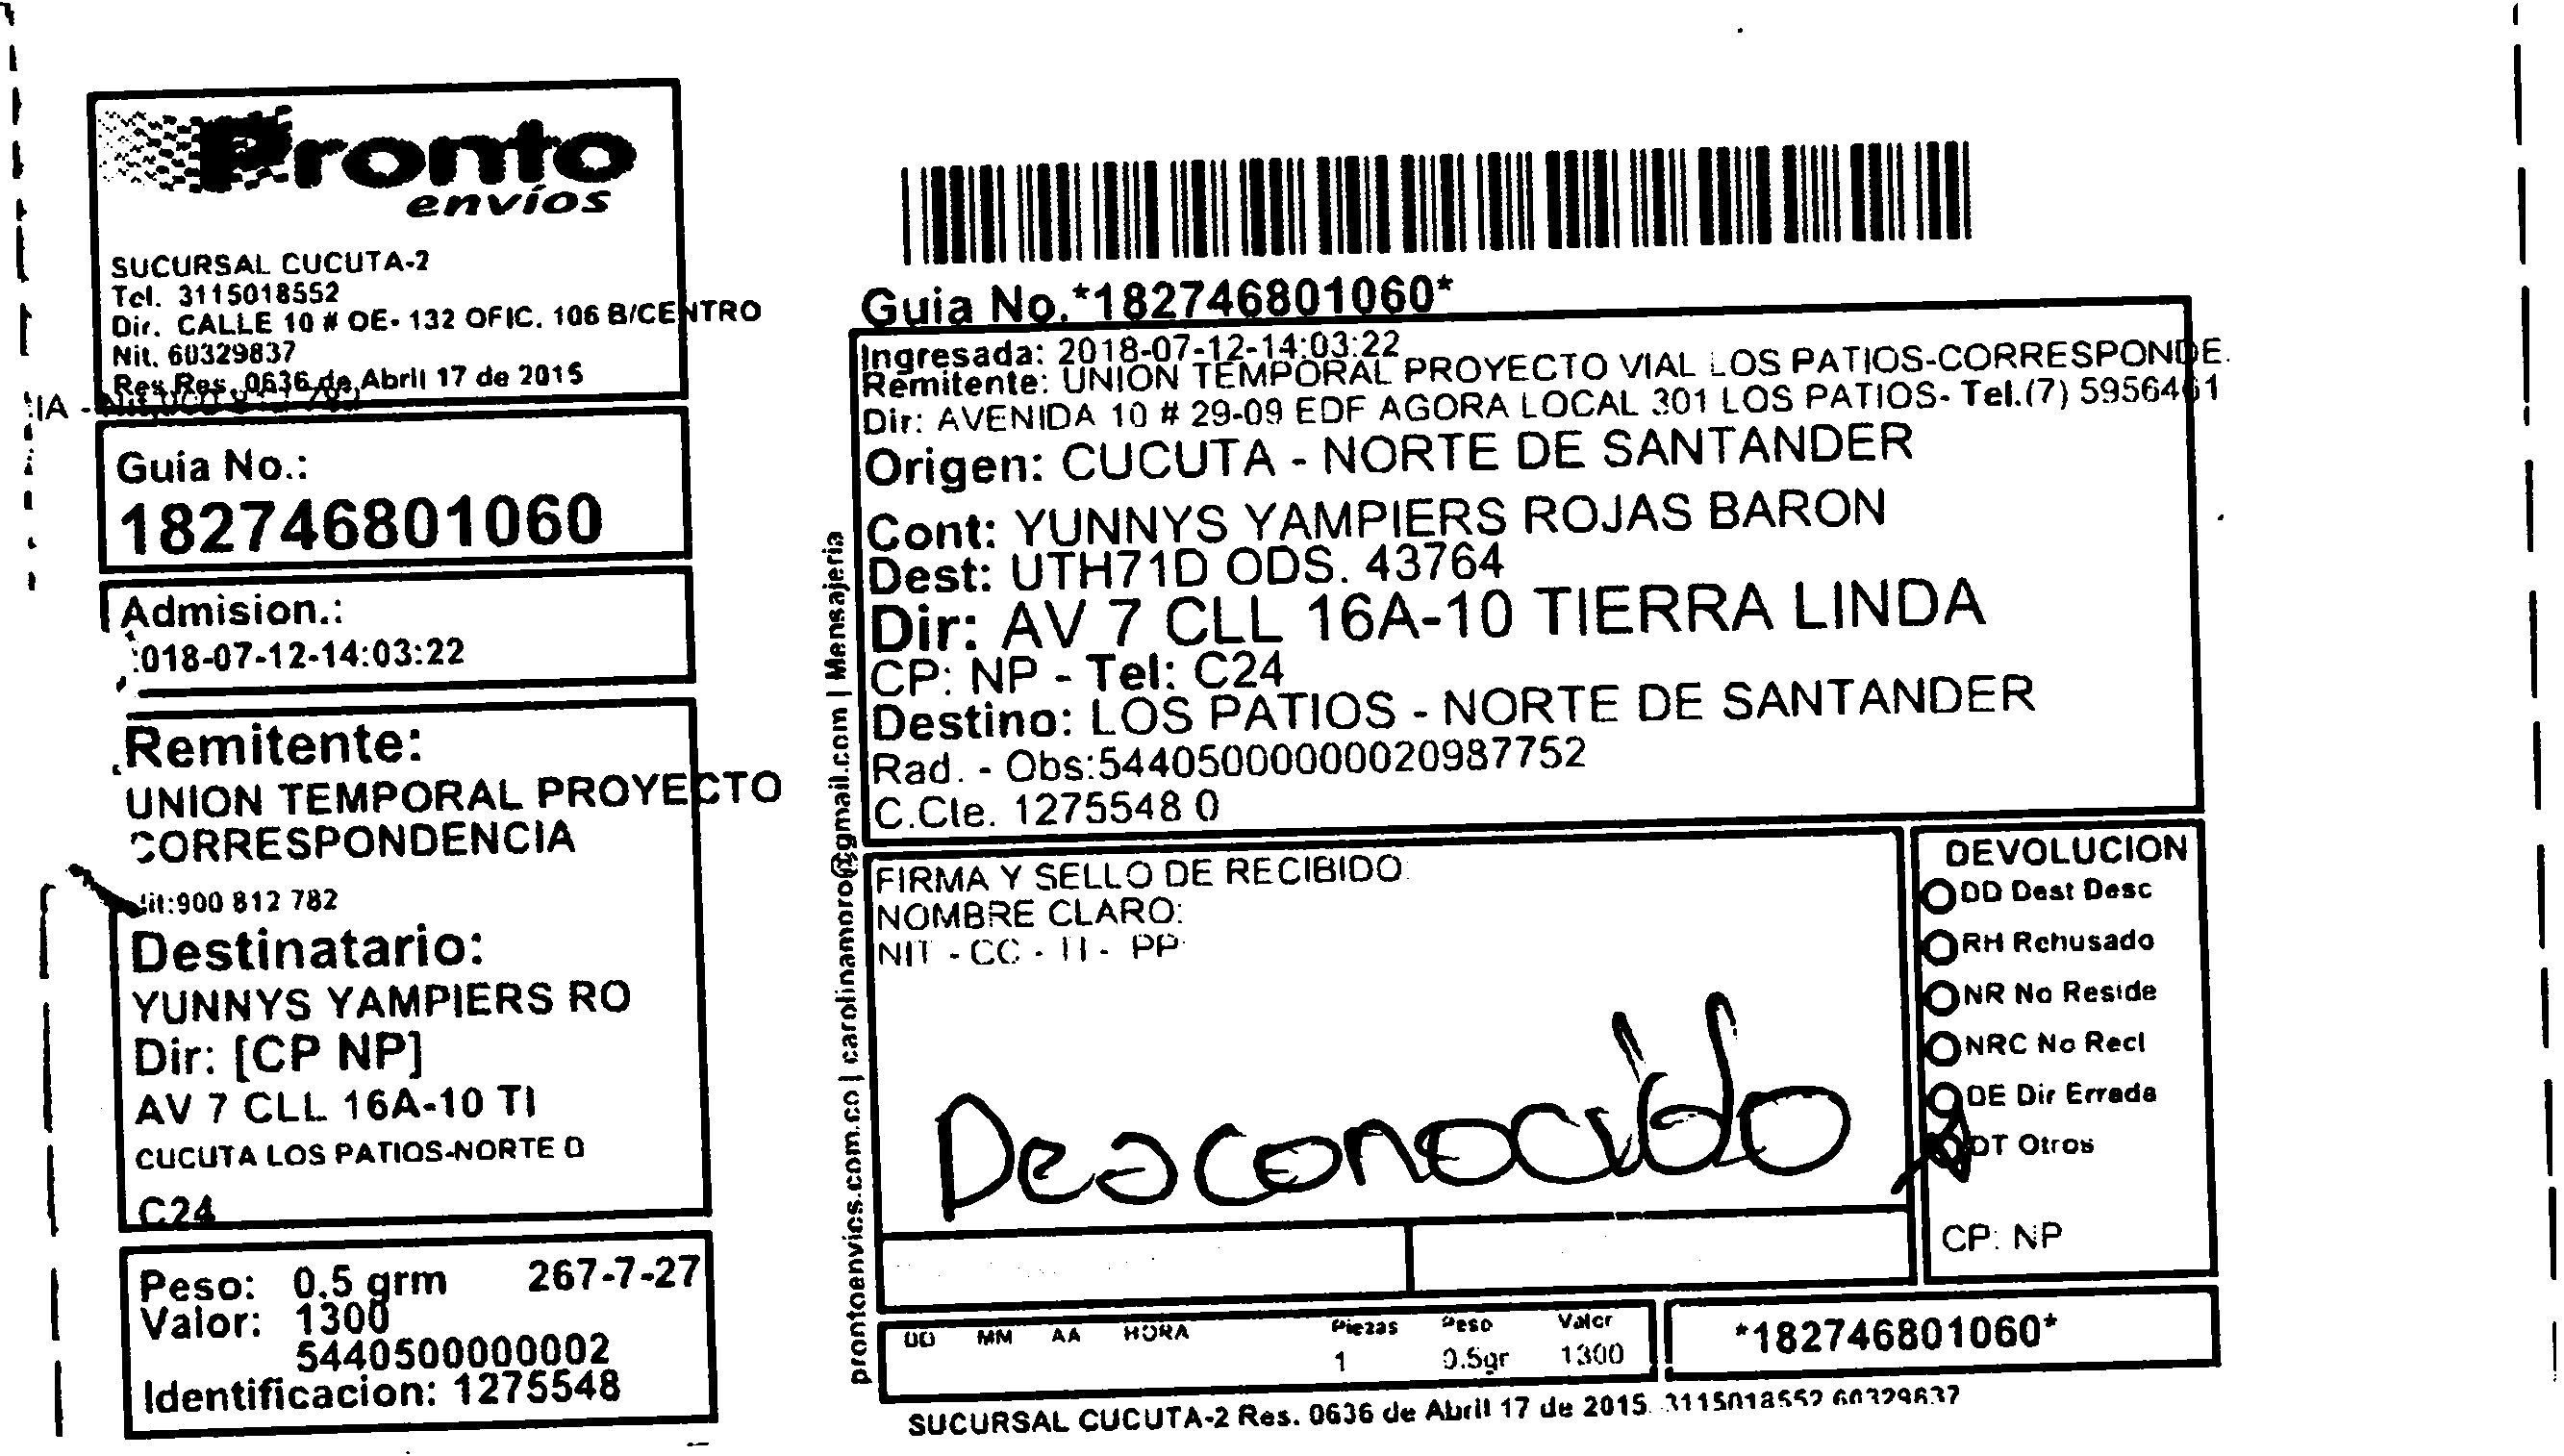 Pronto
envíos
SUCURSAL CUCUTA-2
Tel. 3115018552
Dir. CALLE 10 # OE- 132 OFIC. 106 B/CENTRO
Nit. 60329837
Res Res. 0636 de Abril 17 de 2015
Guia No.:
182746801060
Admision.:
018-07-12-14:03:22
Remitente:
UNION TEMPORAL PROYECTO
CORRESPONDENCIA
Nit:900 812 782
Destinatario:
YUNNYS YAMPIERS RO
Dir: [CP NP]
AV 7 CLL 16A-10 TI
CUCUTA LOS PATIOS-NORTE D
C24
Peso: 0.5 grm 267-7-27
Valor: 1300
5440500000002
Identificacion: 1275548
prontoenvios.com.co | carolinamoro@gmail.com | Mensajeria
Guia No.*182746801060*
Ingresada: 2018-07-12-14:03:22
Remitente: UNION TEMPORAL PROYECTO VIAL LOS PATIOS-CORRESPONDE.
Dir: AVENIDA 10 # 29-09 EDF AGORA LOCAL 301 LOS PATIOS- Tel.(7) 5956461
Origen: CUCUTA - NORTE DE SANTANDER
Cont: YUNNYS YAMPIERS ROJAS BARON
Dest: UTH71D ODS. 43764
Dir: AV 7 CLL 16A-10 TIERRA LINDA
CP: NP - Tel: C24
Destino: LOS PATIOS - NORTE DE SANTANDER
Rad. - Obs:544050000000020987752
C.Cte. 1275548 0
FIRMA Y SELLO DE RECIBIDO:
NOMBRE CLARO:
NIT - CC - TI - PP:
Desconocido
DEVOLUCION
DD Dest Desc
RH Rehusado
NR No Reside
NRC No Recl
DE Dir Errada
OT Otros
CP: NP
DD MM AA HORA Piezas Peso Valor
1 0.5gr 1300
*182746801060*
SUCURSAL CUCUTA-2 Res. 0636 de Abril 17 de 2015 3115018552 60329837